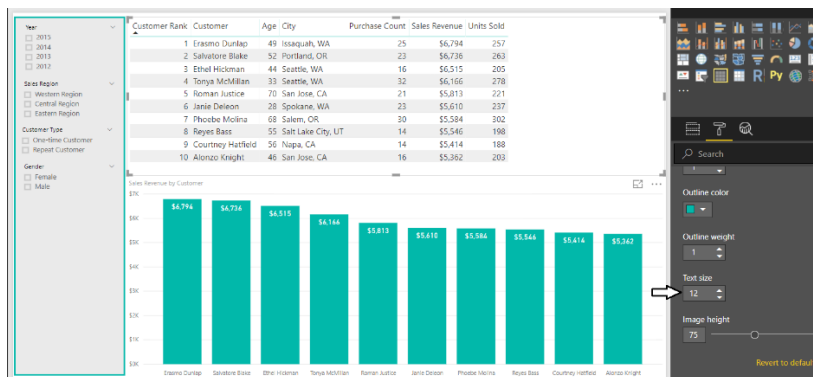 Year
2015
2014
2013
2012
Sales Region
Western Region
Central Region
Eastern Region
Customer Type
One-time Customer
Repeat Customer
Gender
Female
Male
Customer Rank Customer Age City Purchase Count Sales Revenue Units Sold
1 Erasmo Dunlap 49 Issaquah, WA 25 $6,794 257
2 Salvatore Blake 52 Portland, OR 23 $6,736 263
3 Ethel Hickman 44 Seattle, WA 16 $6,515 205
4 Tonya McMillan 33 Seattle, WA 32 $6,166 278
5 Roman Justice 70 San Jose, CA 21 $5,813 221
6 Janie Deleon 28 Spokane, WA 23 $5,610 237
7 Phoebe Molina 68 Salem, OR 30 $5,584 302
8 Reyes Bass 55 Salt Lake City, UT 14 $5,546 198
9 Courtney Hatfield 56 Napa, CA 14 $5,414 188
10 Alonzo Knight 46 San Jose, CA 16 $5,362 203
Sales Revenue by Customer
$7K
$6K
$5K
$4K
$3K
$2K
$1K
$0K
$6,794 $6,736 $6,515 $6,166 $5,813 $5,610 $5,584 $5,546 $5,414 $5,362
Erasmo Dunlap Salvatore Blake Ethel Hickman Tonya McMillan Roman Justice Janie Deleon Phoebe Molina Reyes Bass Courtney Hatfield Alonzo Knight
R Py
Search
1
Outline color
Outline weight
1
Text size
12
Image height
75
Revert to defaul